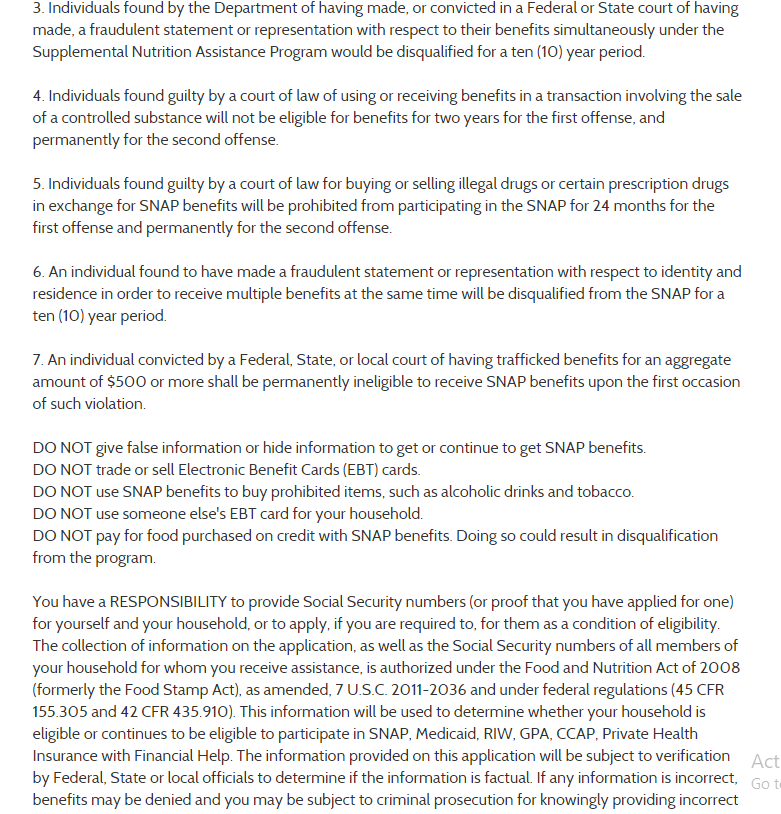 3. Individuals found by the Department of having made, or convicted in a Federal or State court of having
made, a fraudulent statement or representation with respect to their benefits simultaneously under the
Supplemental Nutrition Assistance Program would be disqualified for a ten (10) year period.
4. Individuals found guilty by a court of law of using or receiving benefits in a transaction involving the sale
of a controlled substance will not be eligible for benefits for two years for the first offense, and
permanently for the second offense.
5. Individuals found guilty by a court of law for buying or selling illegal drugs or certain prescription drugs
in exchange for SNAP benefits will be prohibited from participating in the SNAP for 24 months for the
first offense and permanently for the second offense.
6. An individual found to have made a fraudulent statement or representation with respect to identity and
residence in order to receive multiple benefits at the same time will be disqualified from the SNAP for a
ten (10) year period.
7. An individual convicted by a Federal, State, or local court of having trafficked benefits for an aggregate
amount of $500 or more shall be permanently ineligible to receive SNAP benefits upon the first occasion
of such violation.
DO NOT give false information or hide information to get or continue to get SNAP benefits.
DO NOT trade or sell Electronic Benefit Cards (EBT) cards.
DO NOT use SNAP benefits to buy prohibited items, such as alcoholic drinks and tobacco.
DO NOT use someone else's EBT card for your household.
DO NOT pay for food purchased on credit with SNAP benefits. Doing so could result in disqualification
from the program.
You have a RESPONSIBILITY to provide Social Security numbers (or proof that you have applied for one)
for yourself and your household, or to apply, if you are required to, for them as a condition of eligibility.
The collection of information on the application, as well as the Social Security numbers of all members of
your household for whom you receive assistance, is authorized under the Food and Nutrition Act of 2008
(formerly the Food Stamp Act), as amended, 7 U.S.C. 2011-2036 and under federal regulations (45 CFR
155.305 and 42 CFR 435.910). This information will be used to determine whether your household is
eligible or continues to be eligible to participate in SNAP, Medicaid, RIW, GPA, CCAP, Private Health
Insurance with Financial Help. The information provided on this application will be subject to verification
by Federal, State or local officials to determine if the information is factual. If any information is incorrect,
benefits may be denied and you may be subject to criminal prosecution for knowingly providing incorrect
Act
Go t